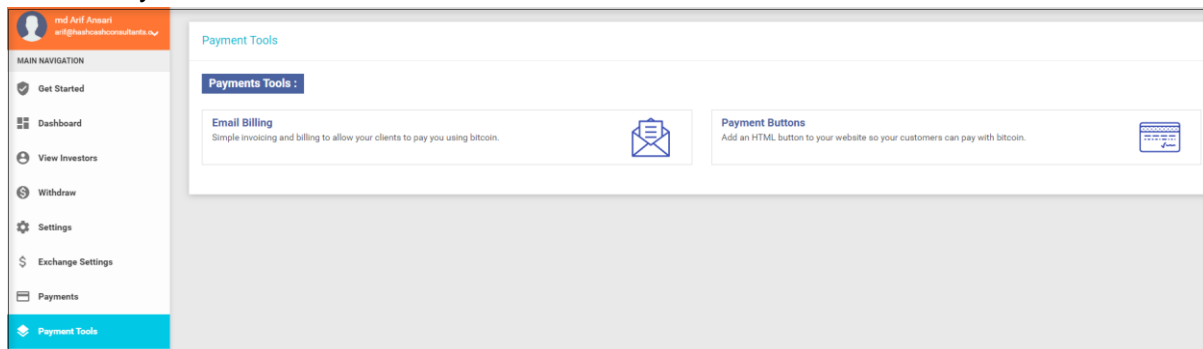 md Arif Ansari
arif@hashcashconsultants.c
MAIN NAVIGATION
Get Started
Dashboard
View Investors
Withdraw
Settings
Exchange Settings
Payments
Payment Tools
Payment Tools
Payments Tools :
Email Billing
Simple invoicing and billing to allow your clients to pay you using bitcoin.
Payment Buttons
Add an HTML button to your website so your customers can pay with bitcoin.